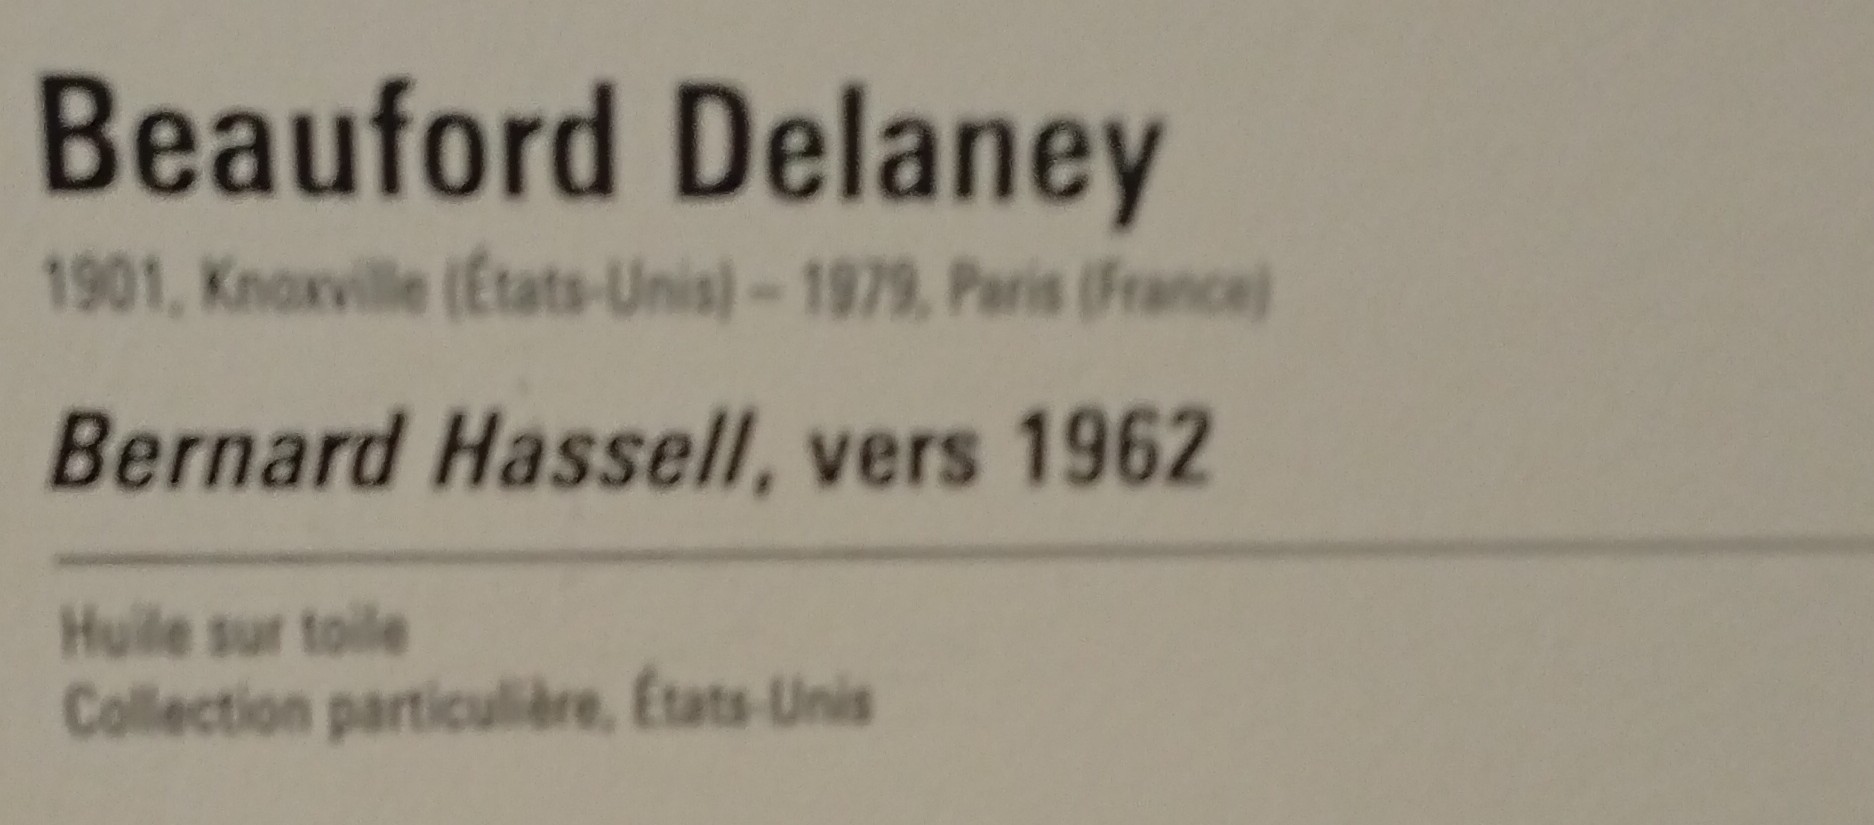 Beauford Delaney
1901, Knoxville (États-Unis) – 1979, Paris (France)
Bernard Hassell, vers 1962
Huile sur toile
Collection particulière, États-Unis